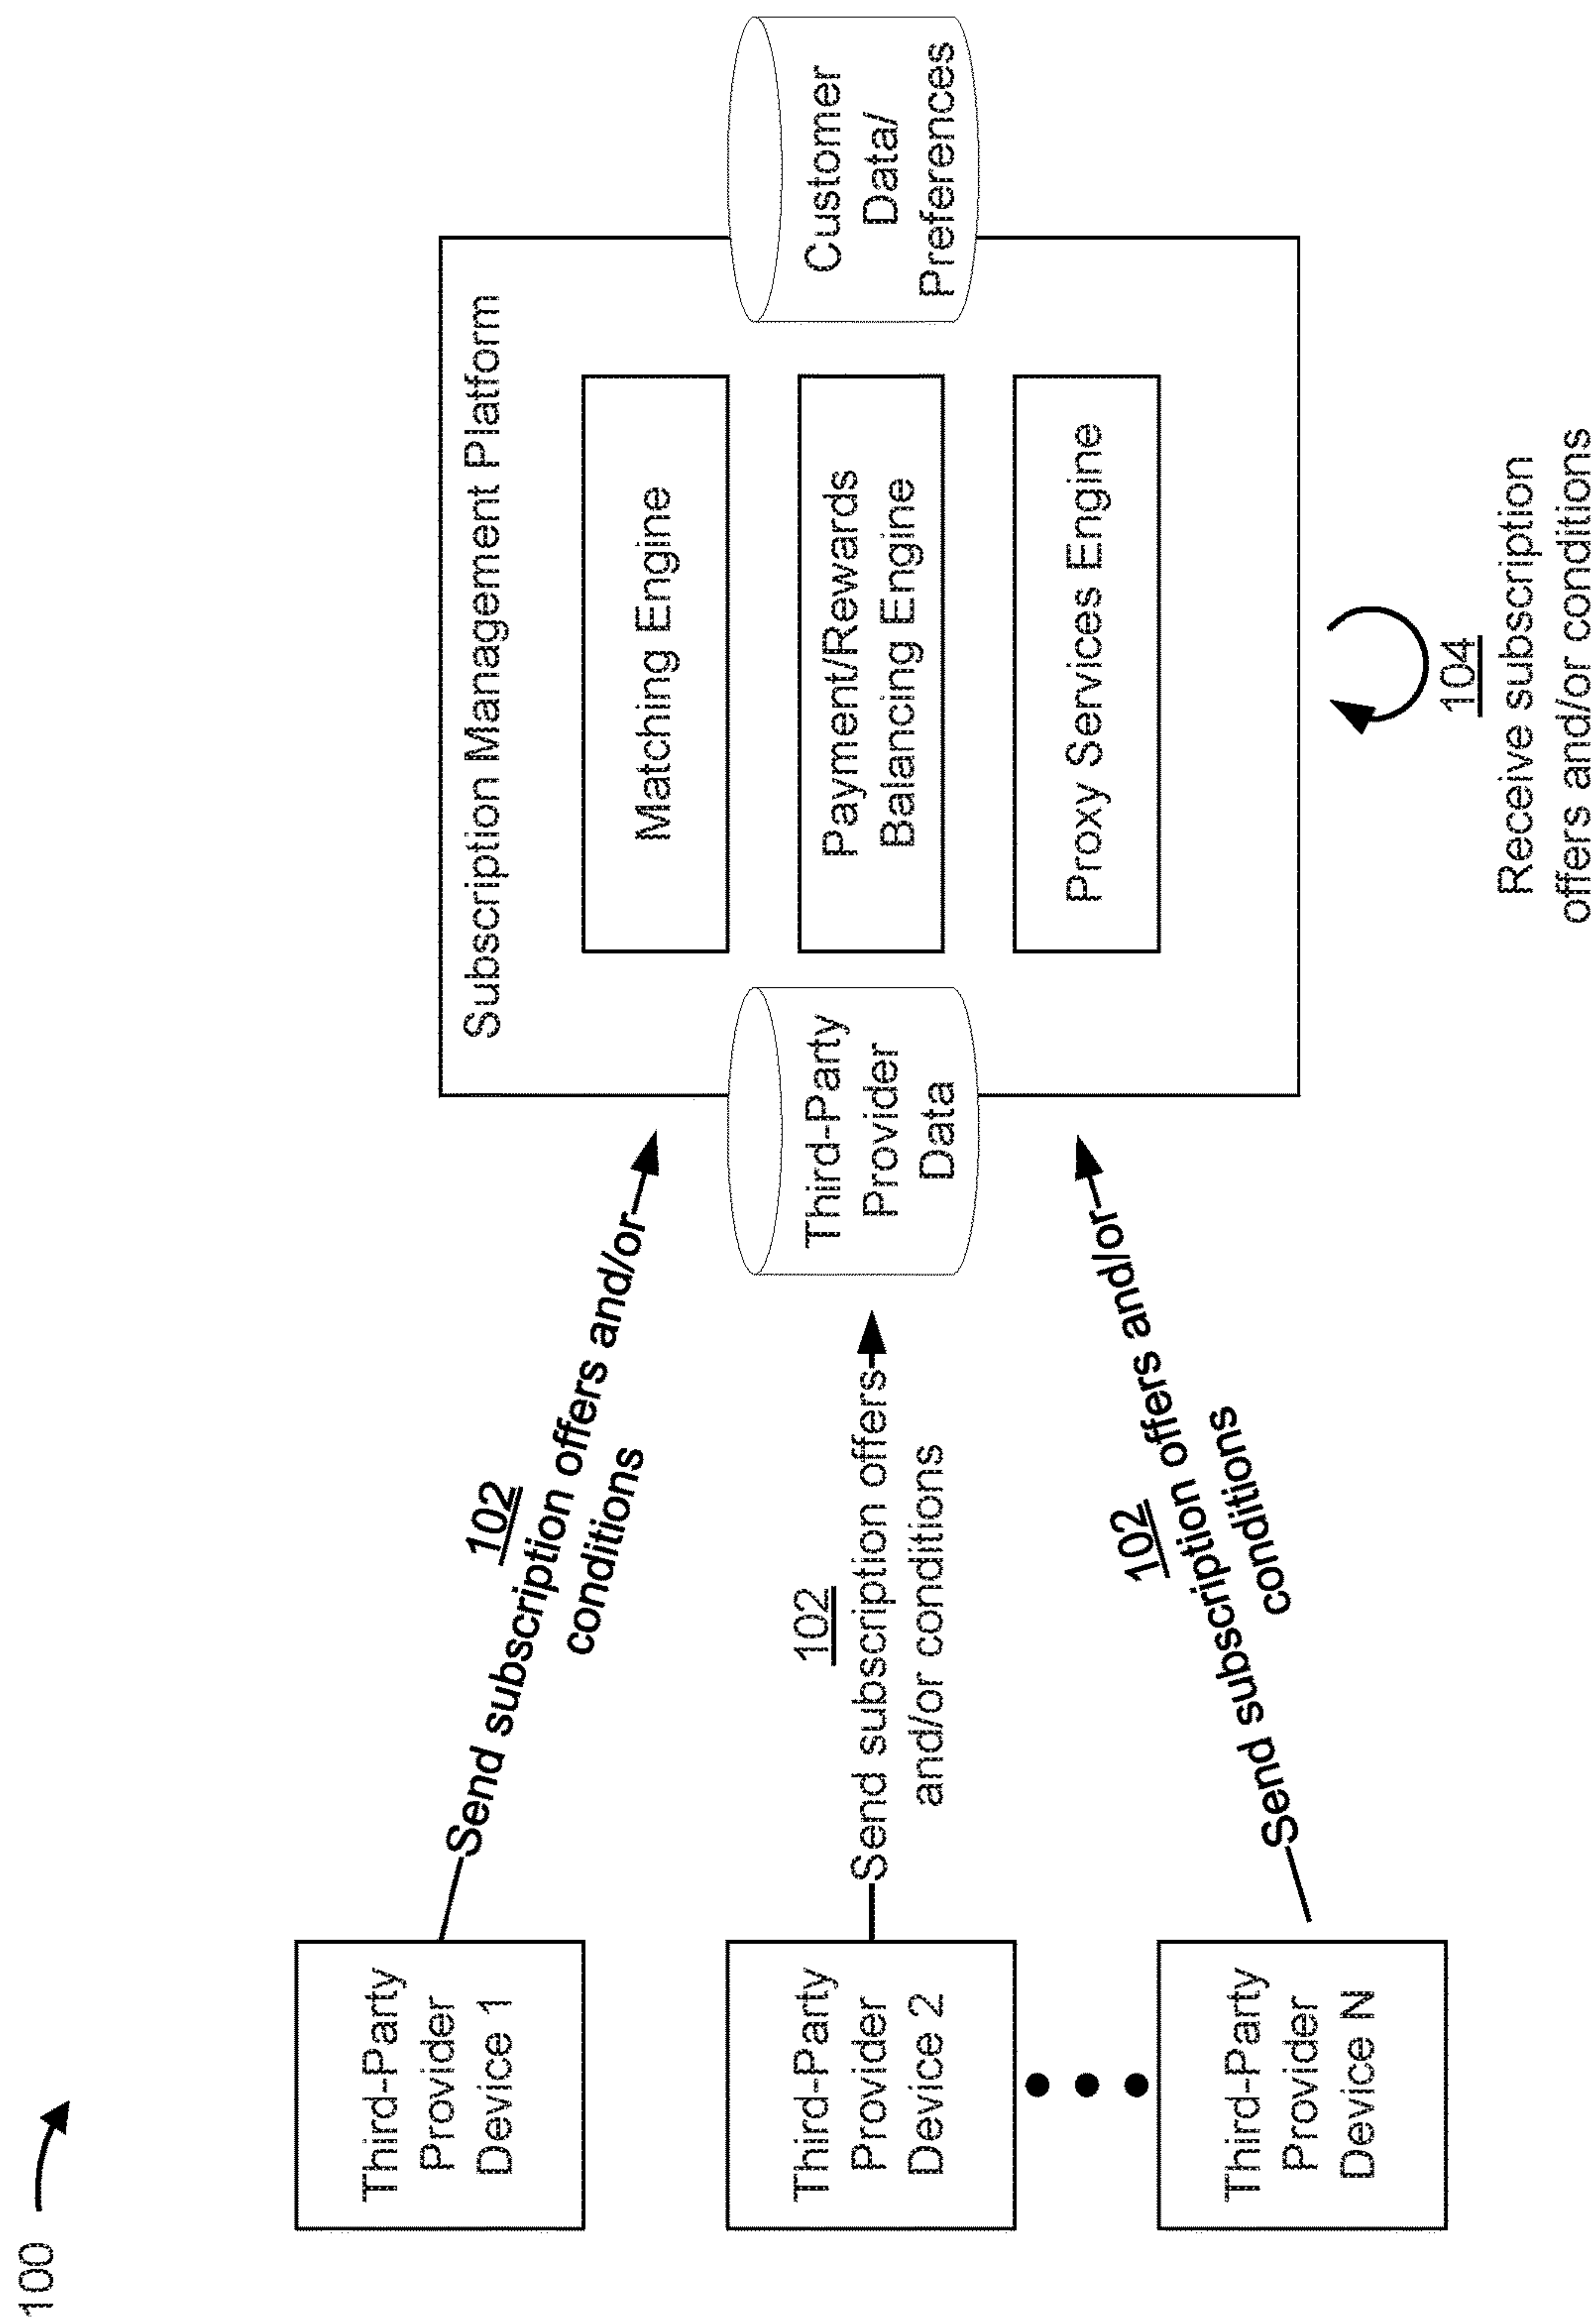 100
Third-Party
Provider
Device 1
Third-Party
Provider
Device 2
Third-Party
Provider
Device N
102
Send subscription offers and/or
conditions
102
Send subscription offers
and/or conditions
102
Send subscription offers and/or
conditions
Subscription Management Platform
Third-Party
Provider
Data
Matching Engine
Payment/Rewards
Balancing Engine
Proxy Services Engine
Customer
Data/
Preferences
104
Receive subscription
offers and/or conditions